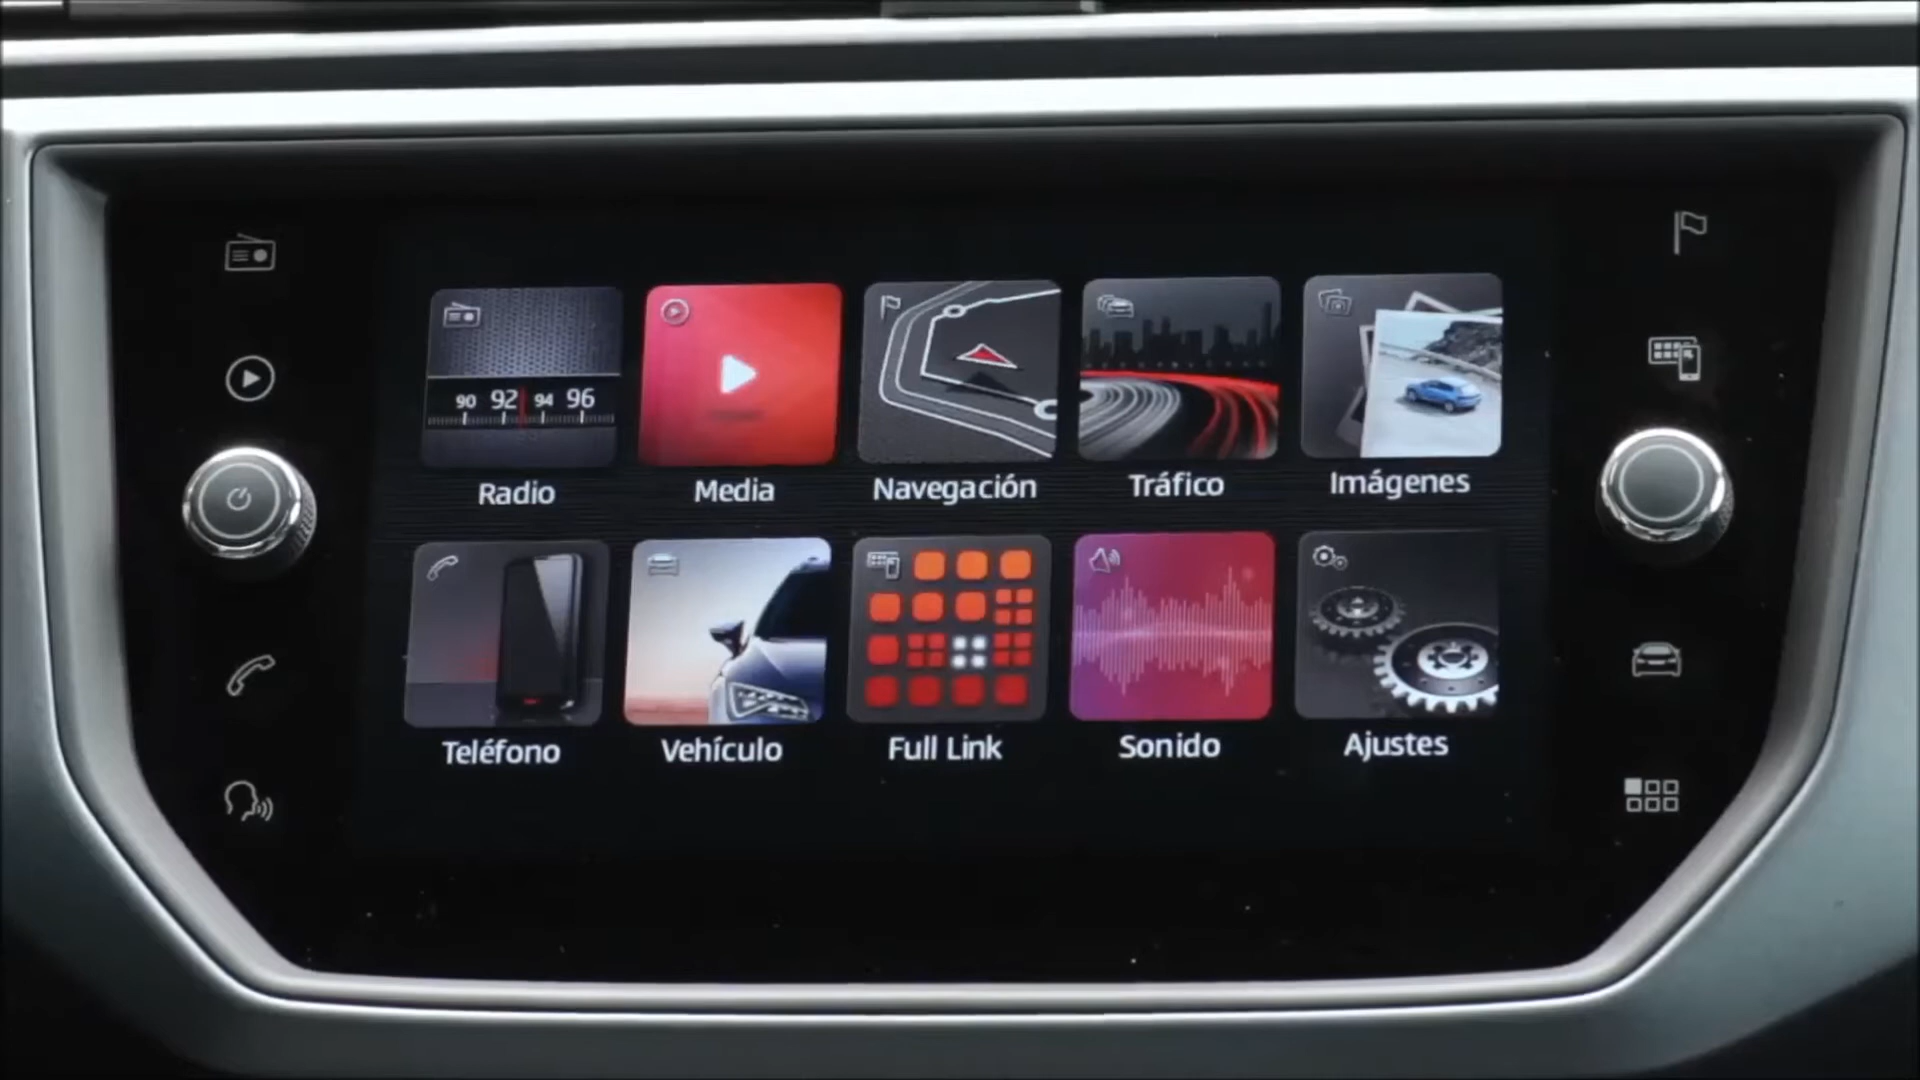 90 92 94 96
Radio
Media
Navegación
Tráfico
Imágenes
Teléfono
Vehículo
Full Link
Sonido
Ajustes